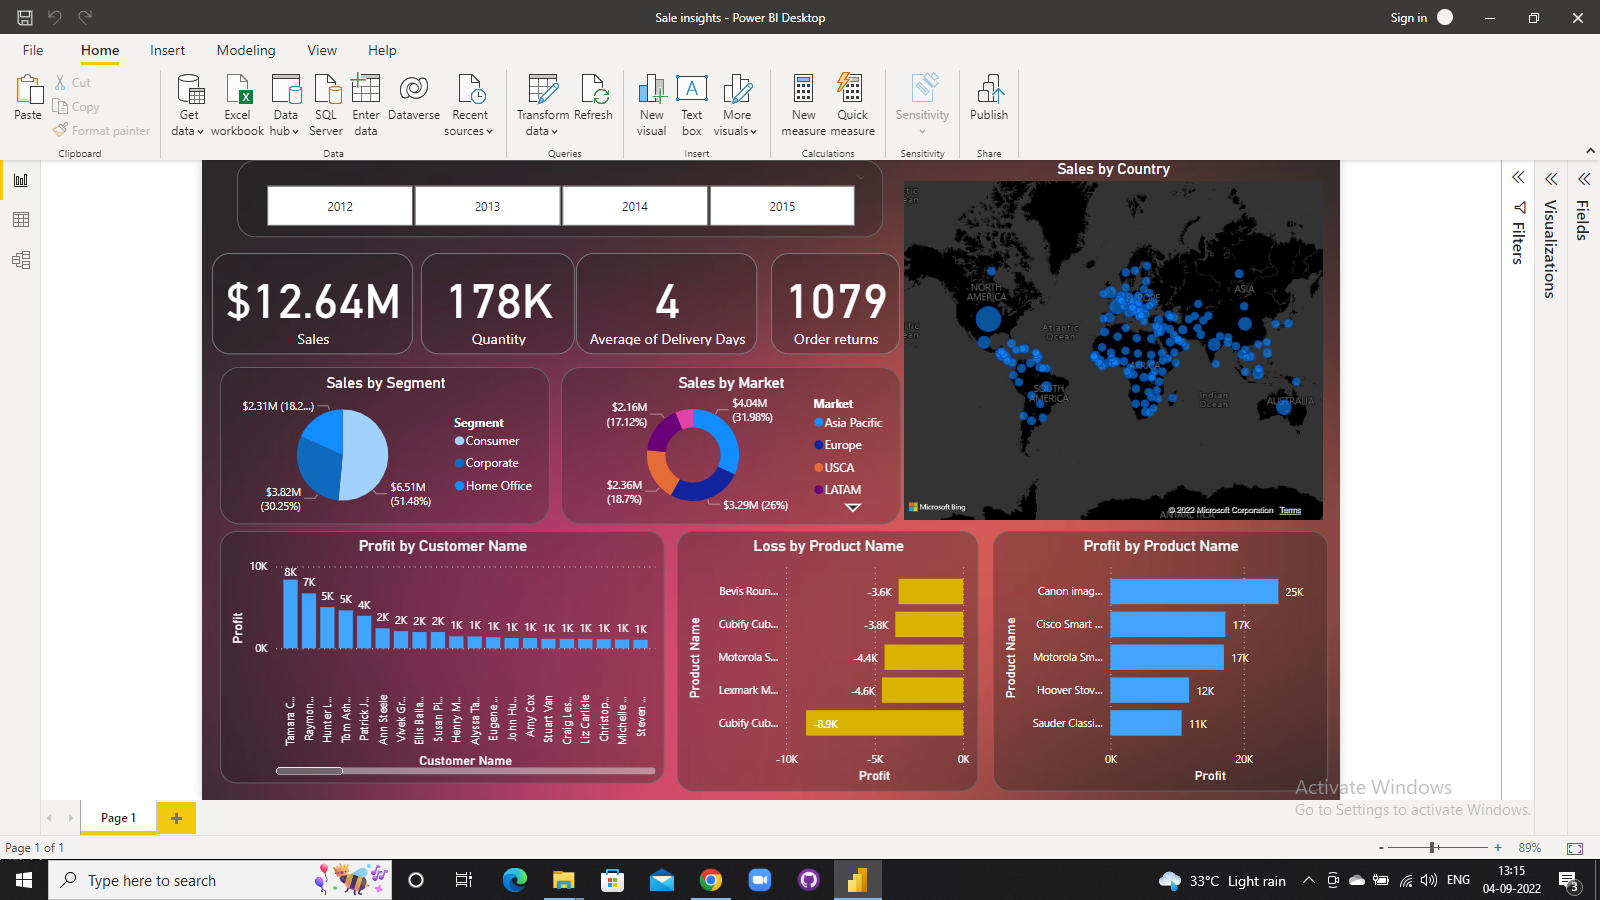 Sale insights - Power BI Desktop
Sign in
File Home Insert Modeling View Help
Paste
Cut
Copy
Format painter
Clipboard
Get data
Excel workbook
Data hub
SQL Server
Enter data
Dataverse
Recent sources
Data
Transform data
Refresh
Queries
New visual
Text box
More visuals
Insert
New measure
Quick measure
Calculations
Sensitivity
Sensitivity
Publish
Share
2012 2013 2014 2015
$12.64M
Sales
178K
Quantity
4
Average of Delivery Days
1079
Order returns
Sales by Country
NORTH AMERICA
Atlantic Ocean
EUROPE
ASIA
AFRICA
SOUTH AMERICA
Indian Ocean
AUSTRALIA
ANTARCTICA
Microsoft Bing
© 2022 Microsoft Corporation Terms
Filters
Visualizations
Fields
Sales by Segment
$2.31M (18.2...)
$3.82M (30.25%)
$6.51M (51.48%)
Segment
Consumer
Corporate
Home Office
Sales by Market
$2.16M (17.12%)
$4.04M (31.98%)
$2.36M (18.7%)
$3.29M (26%)
Market
Asia Pacific
Europe
USCA
LATAM
Profit by Customer Name
Profit
10K
0K
8K 7K 5K 5K 4K 2K 2K 2K 2K 1K 1K 1K 1K 1K 1K 1K 1K 1K 1K 1K
Tamara C...
Raymon...
Hunter L...
Tom Ash...
Patrick J...
Ann Steele
Vivek Gr...
Ellis Balla...
Susan Pi...
Henry M...
Alyssa Ta...
Eugene ...
John Hu...
Amy Cox
Stuart Van
Craig Les...
Liz Carlisle
Christop...
Michelle ...
Steven ...
Customer Name
Loss by Product Name
Product Name
Bevis Roun... -3.6K
Cubify Cub... -3.8K
Motorola S... -4.4K
Lexmark M... -4.6K
Cubify Cub... -8.9K
-10K -5K 0K
Profit
Profit by Product Name
Product Name
Canon imag... 25K
Cisco Smart ... 17K
Motorola Sm... 17K
Hoover Stov... 12K
Sauder Classi... 11K
0K 20K
Profit
Activate Windows
Go to Settings to activate Windows.
Page 1
Page 1 of 1
- + 89%
Type here to search
33°C Light rain
ENG
13:15
04-09-2022
3